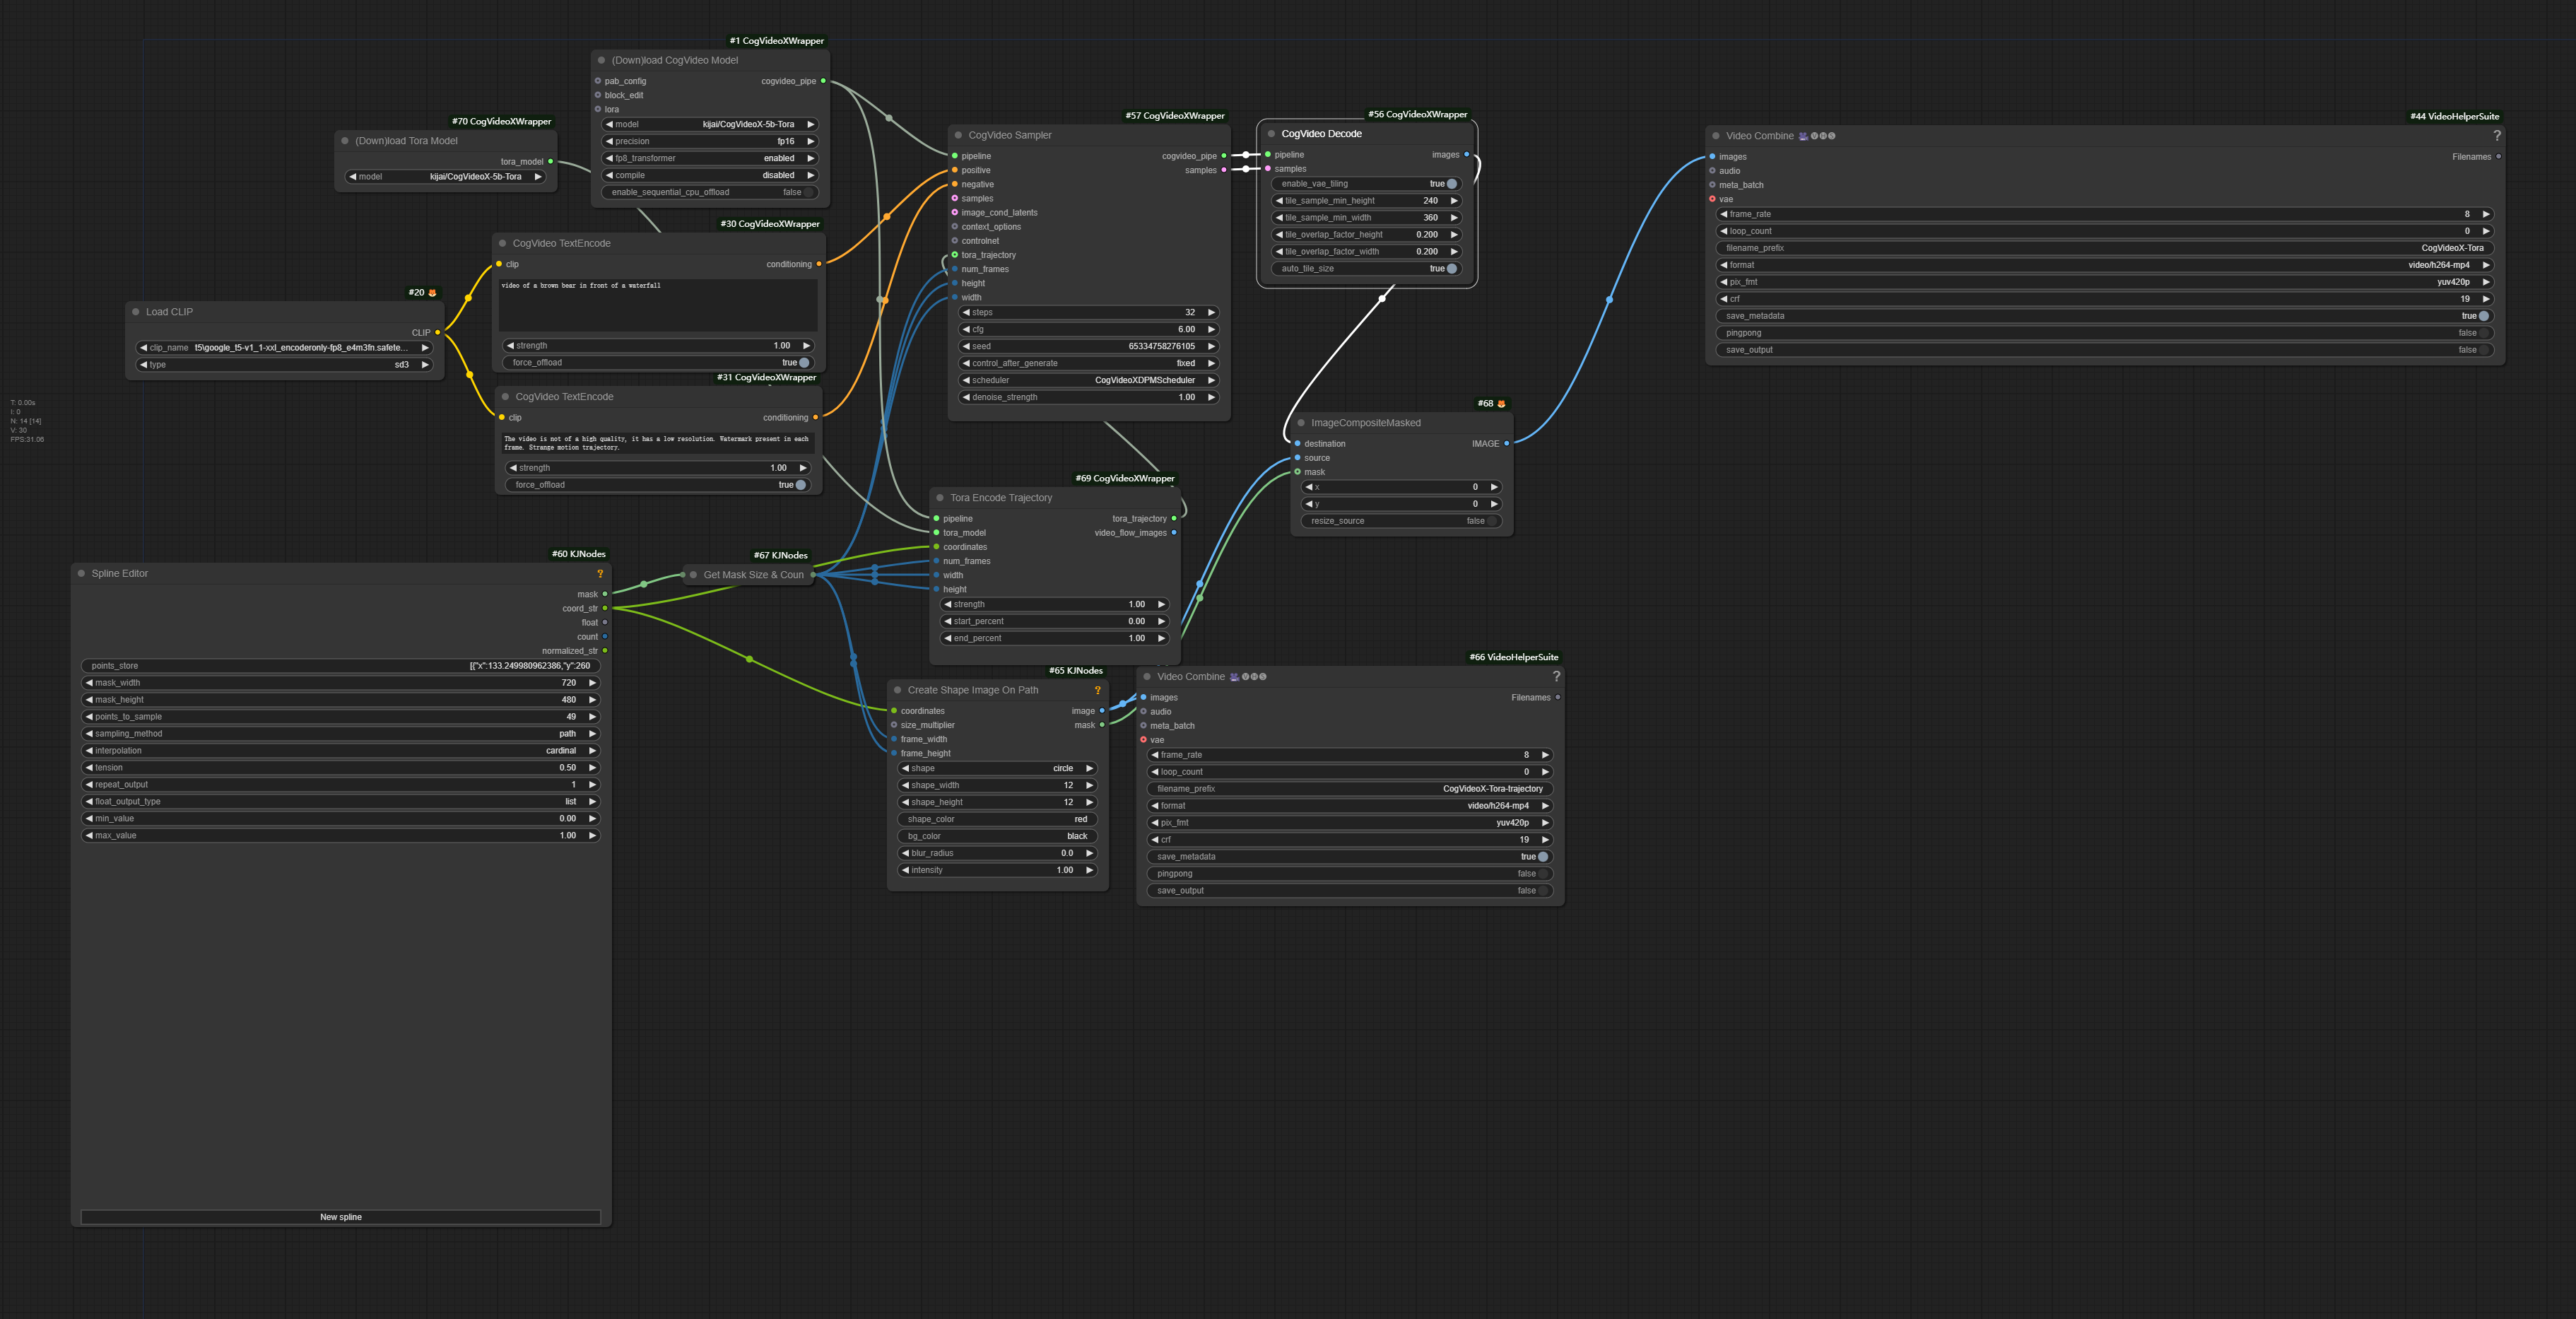 #1 CogVideoXWrapper
(Down)load CogVideo Model
pab_config
cogvideo_pipe
block_edit
lora
model kijai/CogVideoX-5b-Tora
precision fp16
fp8_transformer enabled
compile disabled
enable_sequential_cpu_offload false
#70 CogVideoXWrapper
(Down)load Tora Model
tora_model
model kijai/CogVideoX-5b-Tora
#30 CogVideoXWrapper
CogVideo TextEncode
clip
conditioning
video of a brown bear in front of a waterfall
strength 1.00
force_offload true
#20
Load CLIP
CLIP
clip_name t5\google_t5-v1_1-xxl_encoderonly-fp8_e4m3fn.safete...
type sd3
#31 CogVideoXWrapper
CogVideo TextEncode
clip
conditioning
The video is not of a high quality, it has a low resolution. Watermark present in each
frame. Strange motion trajectory.
strength 1.00
force_offload true
T: 0.00s
I: 0
N: 14 [14]
V: 30
FPS:31.06
#57 CogVideoXWrapper
CogVideo Sampler
pipeline
cogvideo_pipe
positive
samples
negative
samples
image_cond_latents
context_options
controlnet
tora_trajectory
num_frames
height
width
steps 32
cfg 6.00
seed 65334758276105
control_after_generate fixed
scheduler CogVideoXDPMScheduler
denoise_strength 1.00
#56 CogVideoXWrapper
CogVideo Decode
pipeline
images
samples
enable_vae_tiling true
tile_sample_min_height 240
tile_sample_min_width 360
tile_overlap_factor_height 0.200
tile_overlap_factor_width 0.200
auto_tile_size true
#44 VideoHelperSuite
Video Combine VHS
?
images
Filenames
audio
meta_batch
vae
frame_rate 8
loop_count 0
filename_prefix CogVideoX-Tora
format video/h264-mp4
pix_fmt yuv420p
crf 19
save_metadata true
pingpong false
save_output false
#68
ImageCompositeMasked
destination
IMAGE
source
mask
x 0
y 0
resize_source false
#69 CogVideoXWrapper
Tora Encode Trajectory
pipeline
tora_trajectory
tora_model
video_flow_images
coordinates
num_frames
width
height
strength 1.00
start_percent 0.00
end_percent 1.00
#60 KJNodes
Spline Editor
?
mask
coord_str
float
count
normalized_str
points_store [{"x":133.249980962386,"y":260
mask_width 720
mask_height 480
points_to_sample 49
sampling_method path
interpolation cardinal
tension 0.50
repeat_output 1
float_output_type list
min_value 0.00
max_value 1.00
New spline
#67 KJNodes
Get Mask Size & Coun
#65 KJNodes
Create Shape Image On Path
?
coordinates
image
size_multiplier
mask
frame_width
frame_height
shape circle
shape_width 12
shape_height 12
shape_color red
bg_color black
blur_radius 0.0
intensity 1.00
#66 VideoHelperSuite
Video Combine VHS
?
images
Filenames
audio
meta_batch
vae
frame_rate 8
loop_count 0
filename_prefix CogVideoX-Tora-trajectory
format video/h264-mp4
pix_fmt yuv420p
crf 19
save_metadata true
pingpong false
save_output false